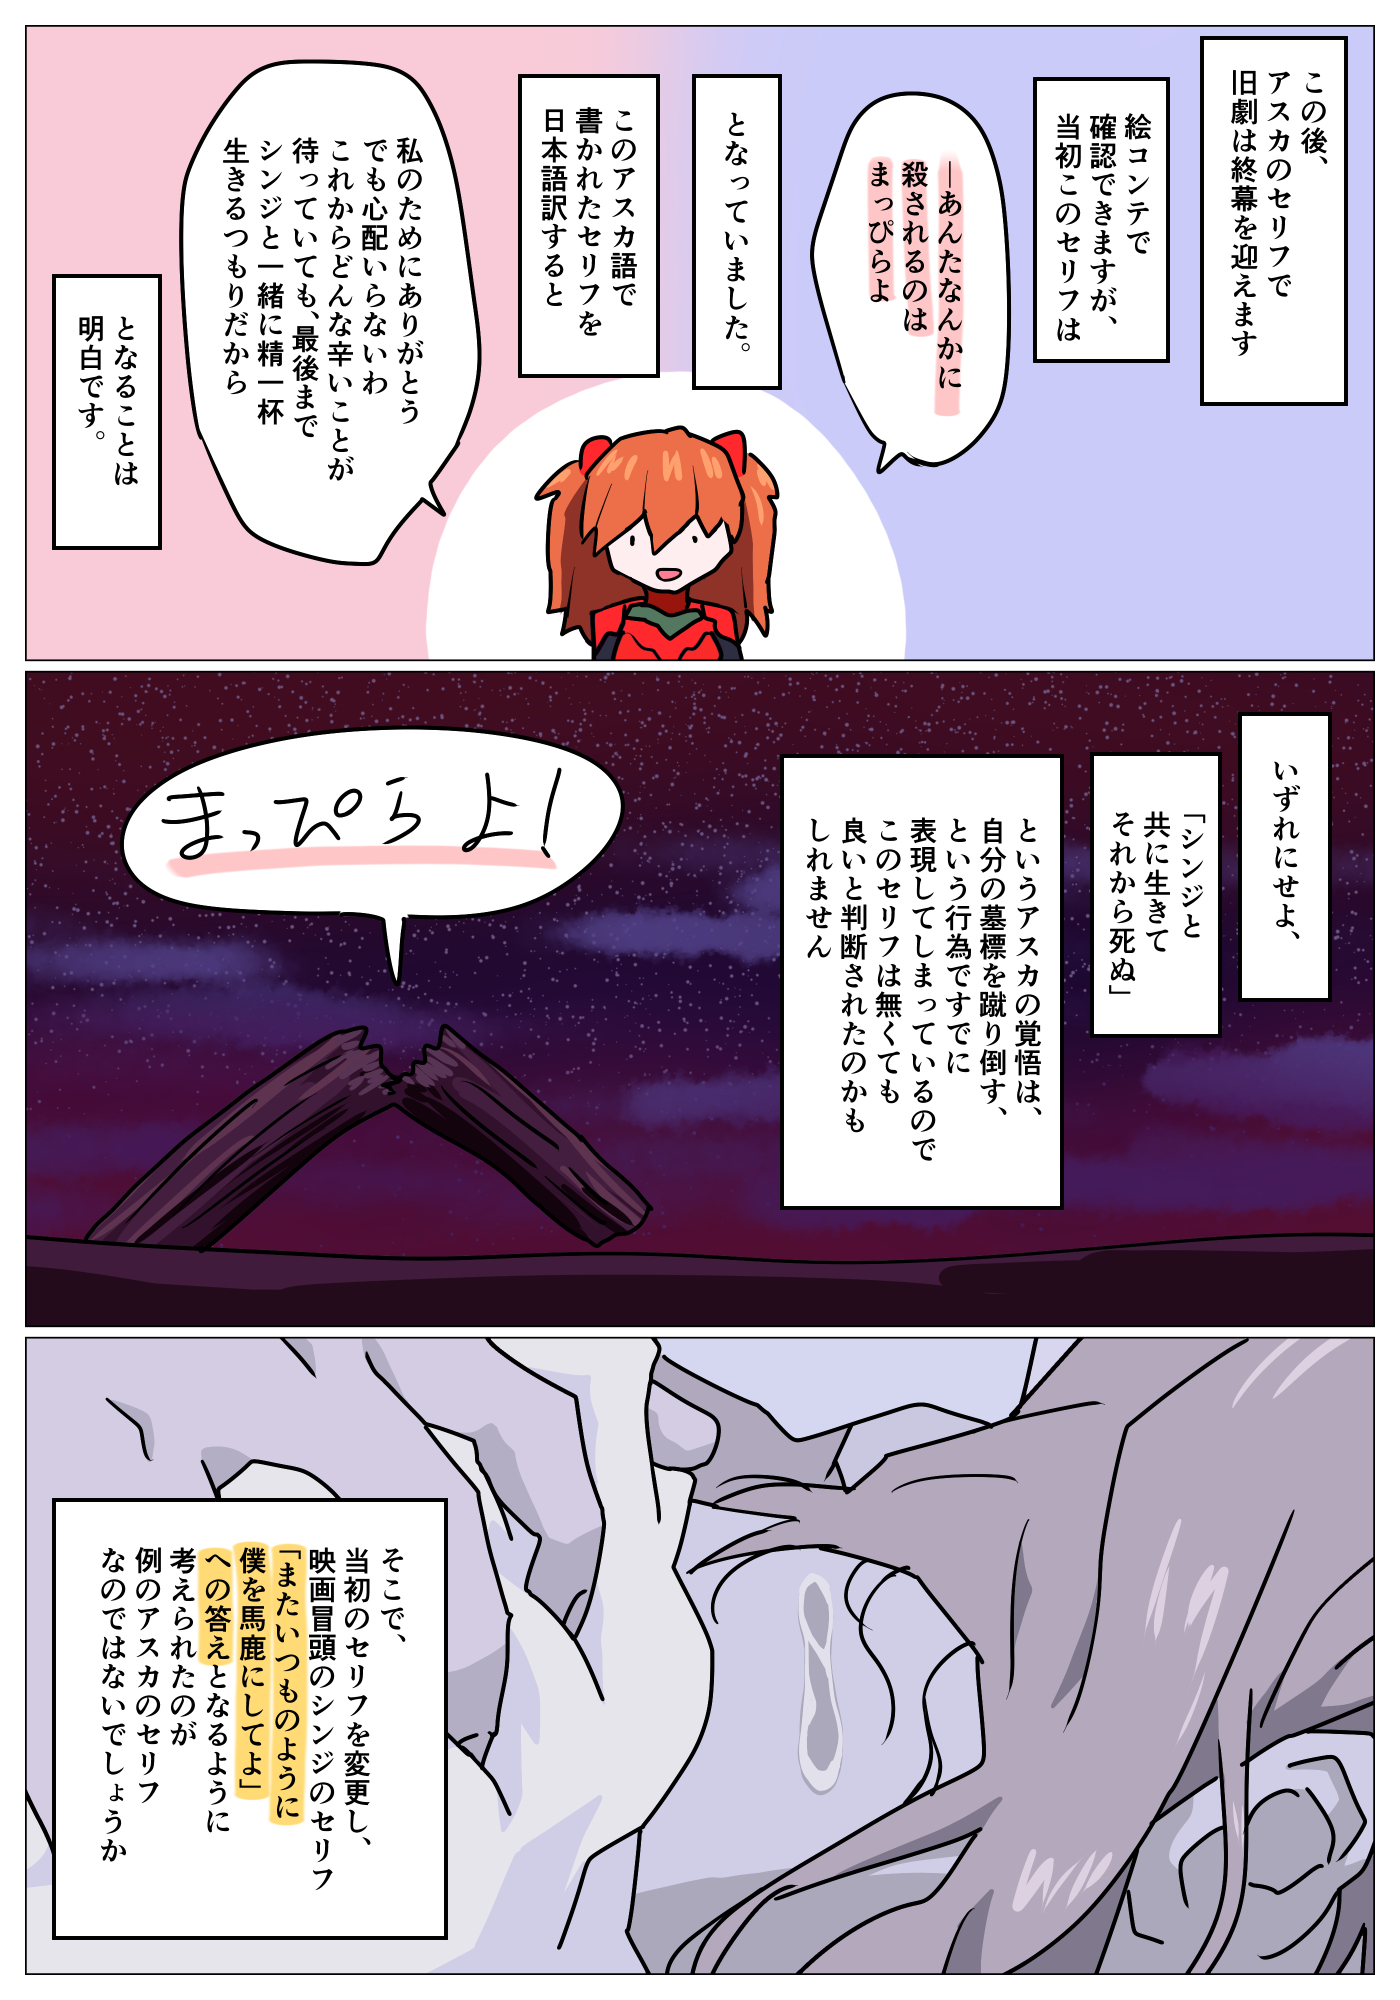 この後、
アスカのセリフで
旧劇は終幕を迎えます
絵コンテで
確認できますが、
当初このセリフは
―あんたなんかに
殺されるのは
まっぴらよ
となっていました。
このアスカ語で
書かれたセリフを
日本語訳すると
私のためにありがとう
でも心配いらないわ
これからどんな辛いことが
待っていても、最後まで
シンジと一緒に精一杯
生きるつもりだから
となることは
明白です。
いずれにせよ、
「シンジと
共に生きて
それから死ぬ」
というアスカの覚悟は、
自分の墓標を蹴り倒す、
という行為ですでに
表現してしまっているので
このセリフは無くても
良いと判断されたのかも
しれません
まっぴらよ!
そこで、
当初のセリフを変更し、
映画冒頭のシンジのセリフ
「またいつものように
僕を馬鹿にしてよ」
への答えとなるように
考えられたのが
例のアスカのセリフ
なのではないでしょうか